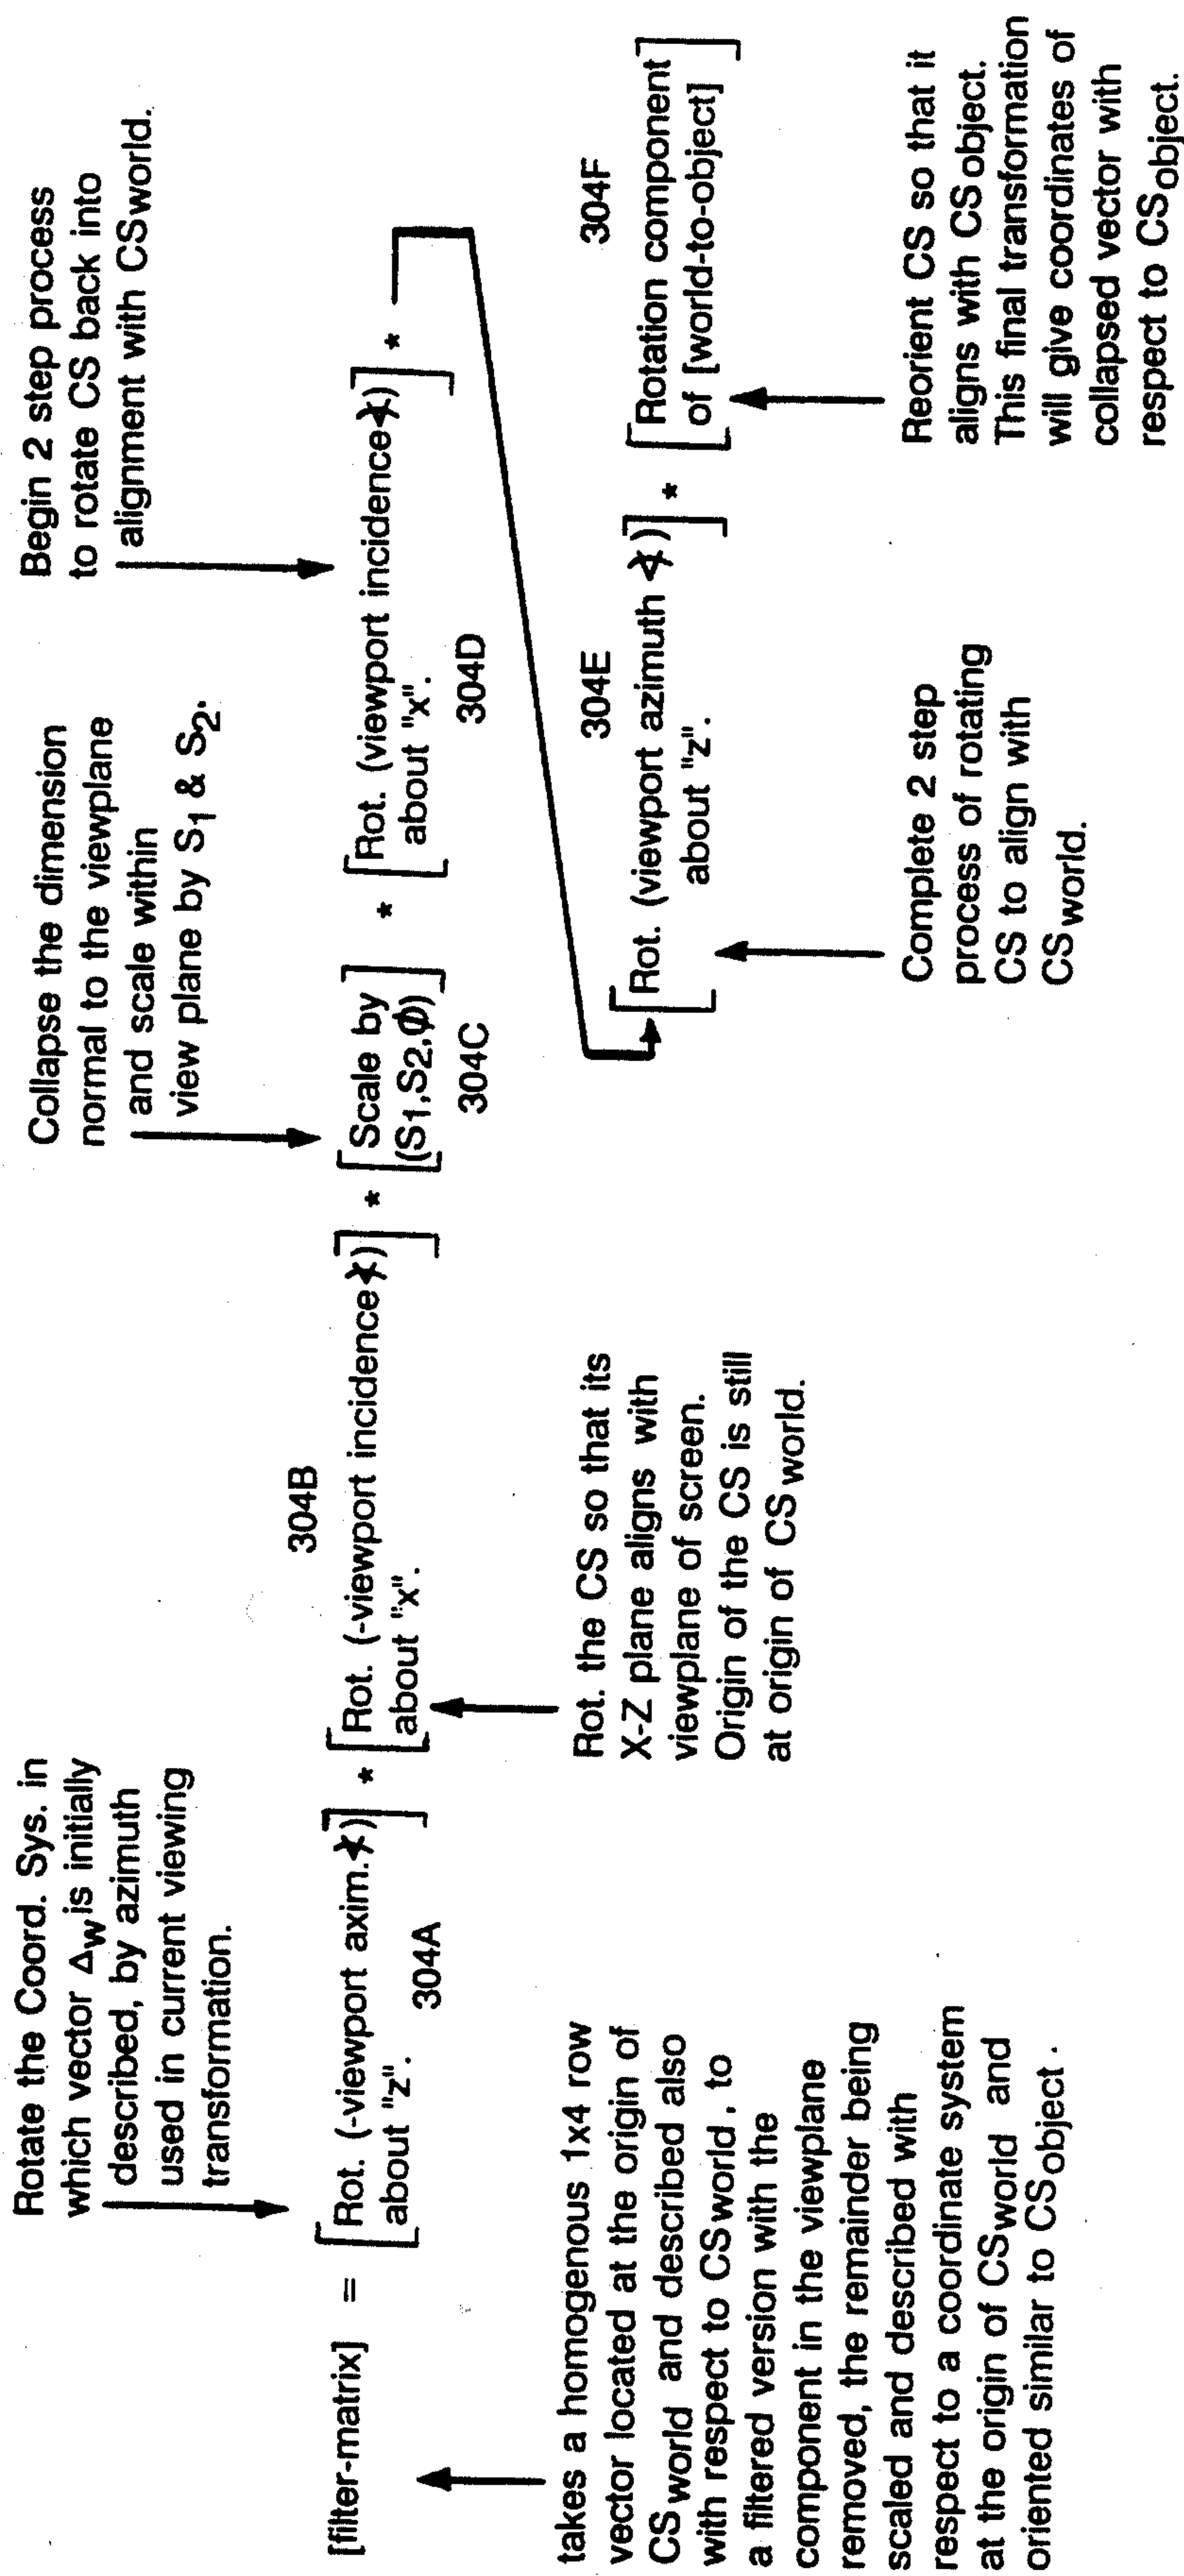 Rotate the Coord. Sys. in
which vector Δw is initially
described, by azimuth
used in current viewing
transformation.
Collapse the dimension
normal to the viewplane
and scale within
view plane by S1 & S2.
Begin 2 step process
to rotate CS back into
alignment with CSworld.
[filter-matrix] = [Rot. (-viewport axim.∢)] * [Rot. (-viewport incidence∢)] * [Scale by] * [Rot. (viewport incidence∢)] *
about "z". about "x". (S1,S2,Φ) about "x".
304A
304B
304C
304D
takes a homogenous 1x4 row
vector located at the origin of
CSworld and described also
with respect to CSworld, to
a filtered version with the
component in the viewplane
removed, the remainder being
scaled and described with
respect to a coordinate system
at the origin of CSworld and
oriented similar to CSobject.
Rot. the CS so that its
X-Z plane aligns with
viewplane of screen.
Origin of the CS is still
at origin of CSworld.
304E
304F
[Rot. (viewport azimuth ∢)] * [Rotation component]
about "z". of [world-to-object]
Complete 2 step
process of rotating
CS to align with
CSworld.
Reorient CS so that it
aligns with CSobject.
This final transformation
will give coordinates of
collapsed vector with
respect to CSobject.